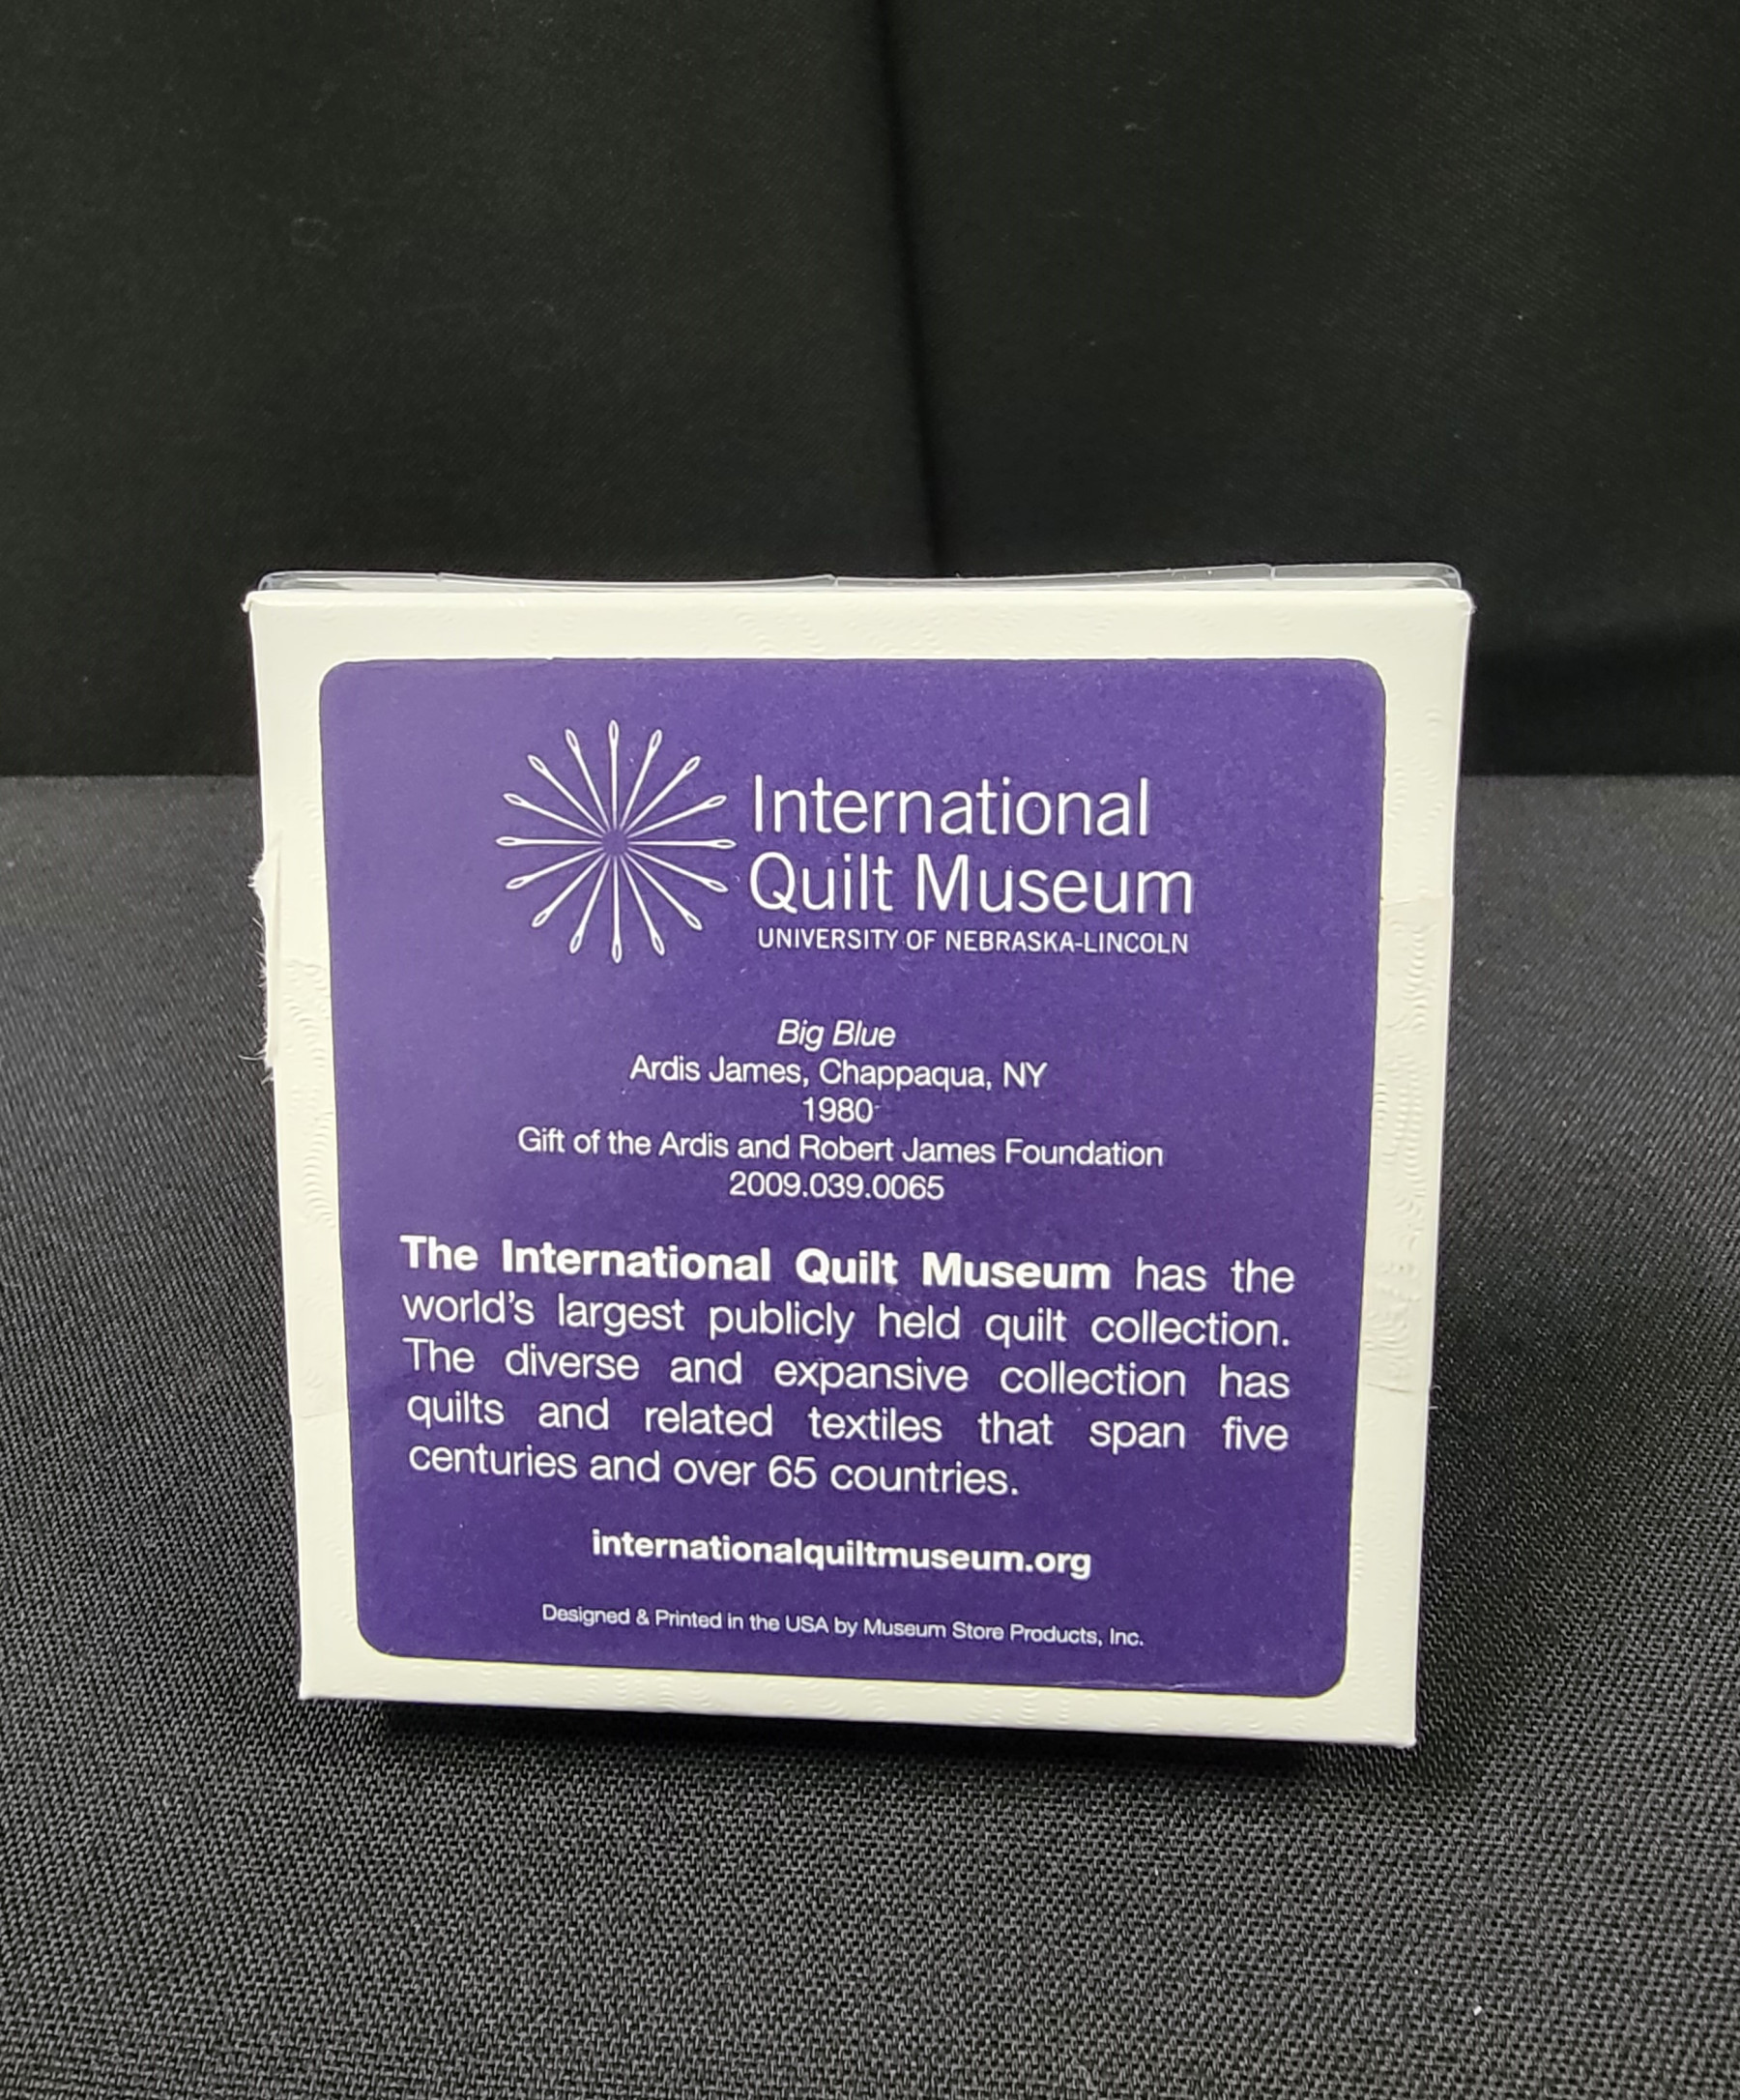 International
Quilt Museum
UNIVERSITY OF NEBRASKA-LINCOLN
Big Blue
Ardis James, Chappaqua, NY
1980
Gift of the Ardis and Robert James Foundation
2009.039.0065
The International Quilt Museum has the
world's largest publicly held quilt collection.
The diverse and expansive collection has
quilts and related textiles that span five
centuries and over 65 countries.
internationalquiltmuseum.org
Designed & Printed in the USA by Museum Store Products, Inc.